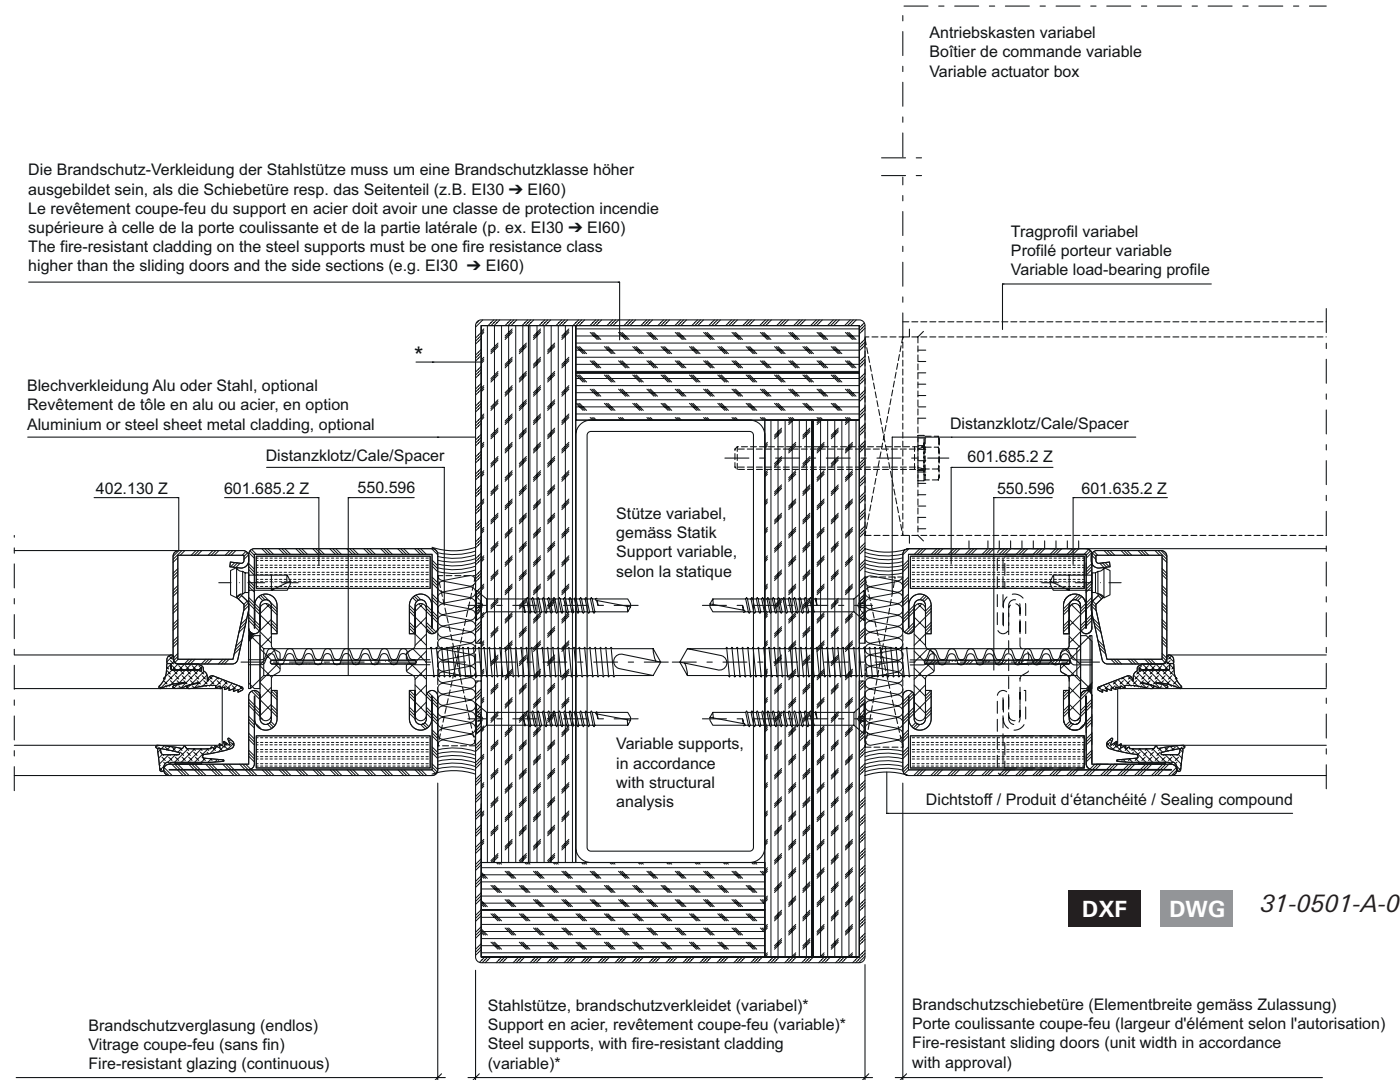 Antriebskasten variabel
Boîtier de commande variable
Variable actuator box
Die Brandschutz-Verkleidung der Stahlstütze muss um eine Brandschutzklasse höher
ausgebildet sein, als die Schiebetüre resp. das Seitenteil (z.B. EI30 ➔ EI60)
Le revêtement coupe-feu du support en acier doit avoir une classe de protection incendie
supérieure à celle de la porte coulissante et de la partie latérale (p. ex. EI30 ➔ EI60)
The fire-resistant cladding on the steel supports must be one fire resistance class
higher than the sliding doors and the side sections (e.g. EI30 ➔ EI60)
Tragprofil variabel
Profilé porteur variable
Variable load-bearing profile
*
Blechverkleidung Alu oder Stahl, optional
Revêtement de tôle en alu ou acier, en option
Aluminium or steel sheet metal cladding, optional
Distanzklotz/Cale/Spacer
402.130 Z
601.685.2 Z
550.596
Distanzklotz/Cale/Spacer
601.685.2 Z
550.596
601.635.2 Z
Stütze variabel,
gemäss Statik
Support variable,
selon la statique
Variable supports,
in accordance
with structural
analysis
Dichtstoff / Produit d'étanchéité / Sealing compound
DXF
DWG
31-0501-A-0
Brandschutzverglasung (endlos)
Vitrage coupe-feu (sans fin)
Fire-resistant glazing (continuous)
Stahlstütze, brandschutzverkleidet (variabel)*
Support en acier, revêtement coupe-feu (variable)*
Steel supports, with fire-resistant cladding
(variable)*
Brandschutzschiebetüre (Elementbreite gemäss Zulassung)
Porte coulissante coupe-feu (largeur d'élément selon l'autorisation)
Fire-resistant sliding doors (unit width in accordance
with approval)